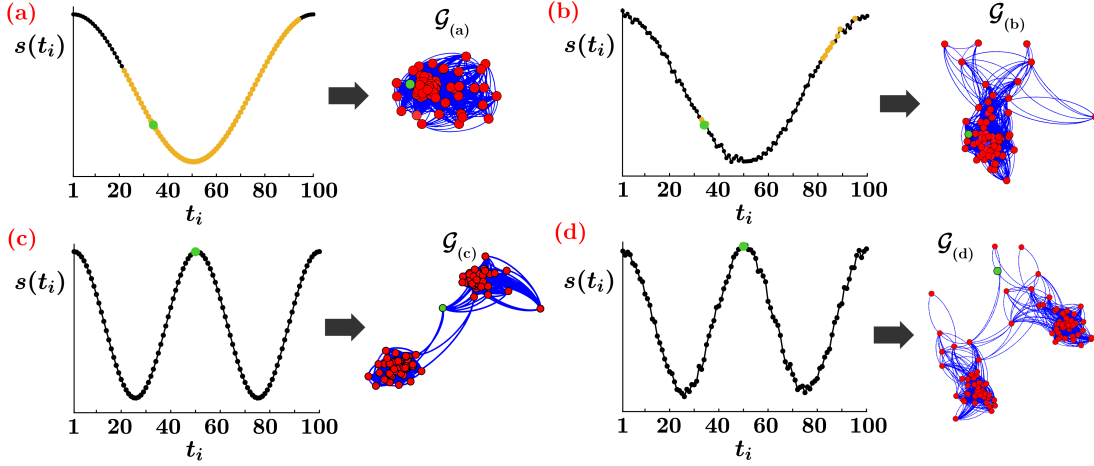 (a)
s(t_i)
𝒢_(a)
1 20 40 60 80 100
t_i
(b)
s(t_i)
𝒢_(b)
1 20 40 60 80 100
t_i
(c)
s(t_i)
𝒢_(c)
1 20 40 60 80 100
t_i
(d)
s(t_i)
𝒢_(d)
1 20 40 60 80 100
t_i